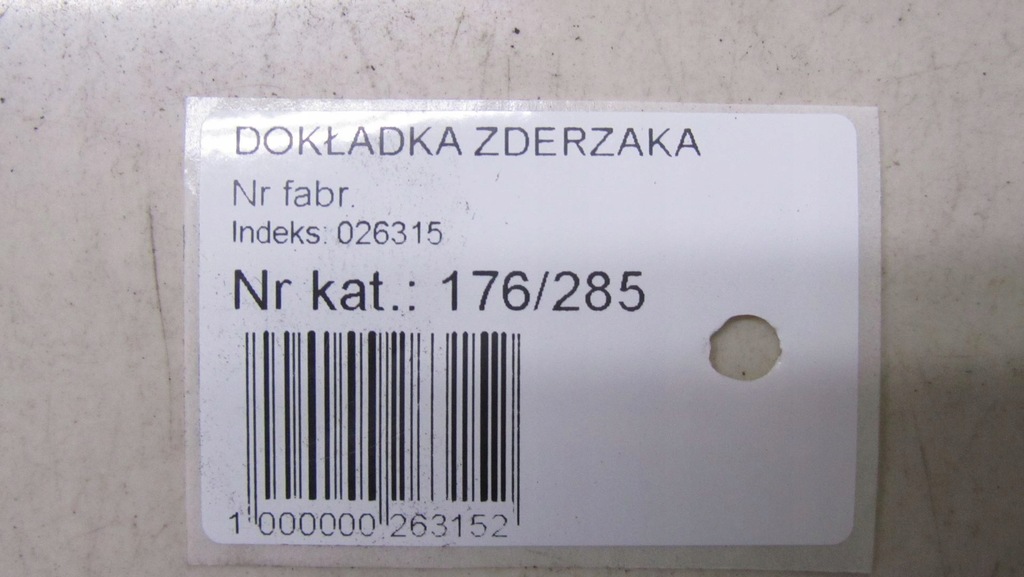 DOKŁADKA ZDERZAKA
Nr fabr.
Indeks: 026315
Nr kat.: 176/285
1 000000 263152